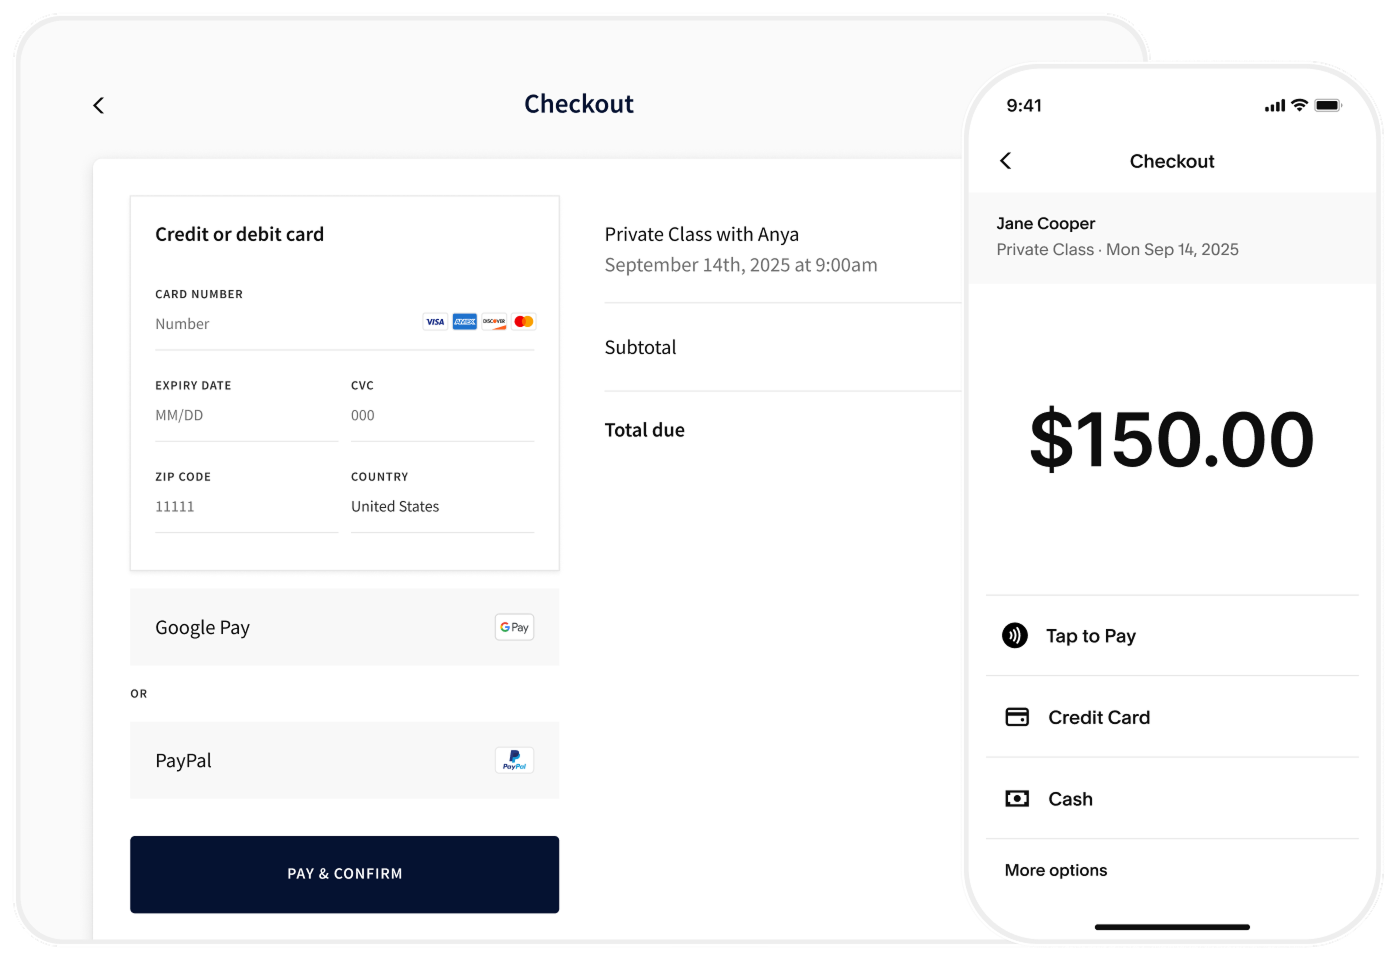 Checkout
Credit or debit card
CARD NUMBER
Number
VISA AMEX DISCOVER
EXPIRY DATE CVC
MM/DD 000
ZIP CODE COUNTRY
11111 United States
Google Pay G Pay
OR
PayPal PayPal
PAY & CONFIRM
Private Class with Anya
September 14th, 2025 at 9:00am
Subtotal
Total due
9:41
Checkout
Jane Cooper
Private Class · Mon Sep 14, 2025
$150.00
Tap to Pay
Credit Card
Cash
More options